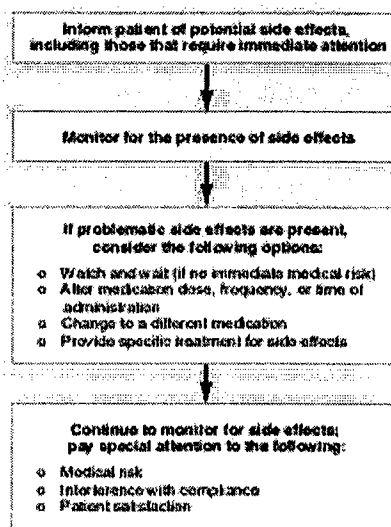 Inform patient of potential side effects,
including those that require immediate attention
Monitor for the presence of side effects
If problematic side effects are present,
consider the following options:
o Watch and wait (if no immediate medical risk)
o Alter medication dose, frequency, or time of
administration
o Change to a different medication
o Provide specific treatment for side effects
Continue to monitor for side effects;
pay special attention to the following:
o Medical risk
o Interference with compliance
o Patient satisfaction